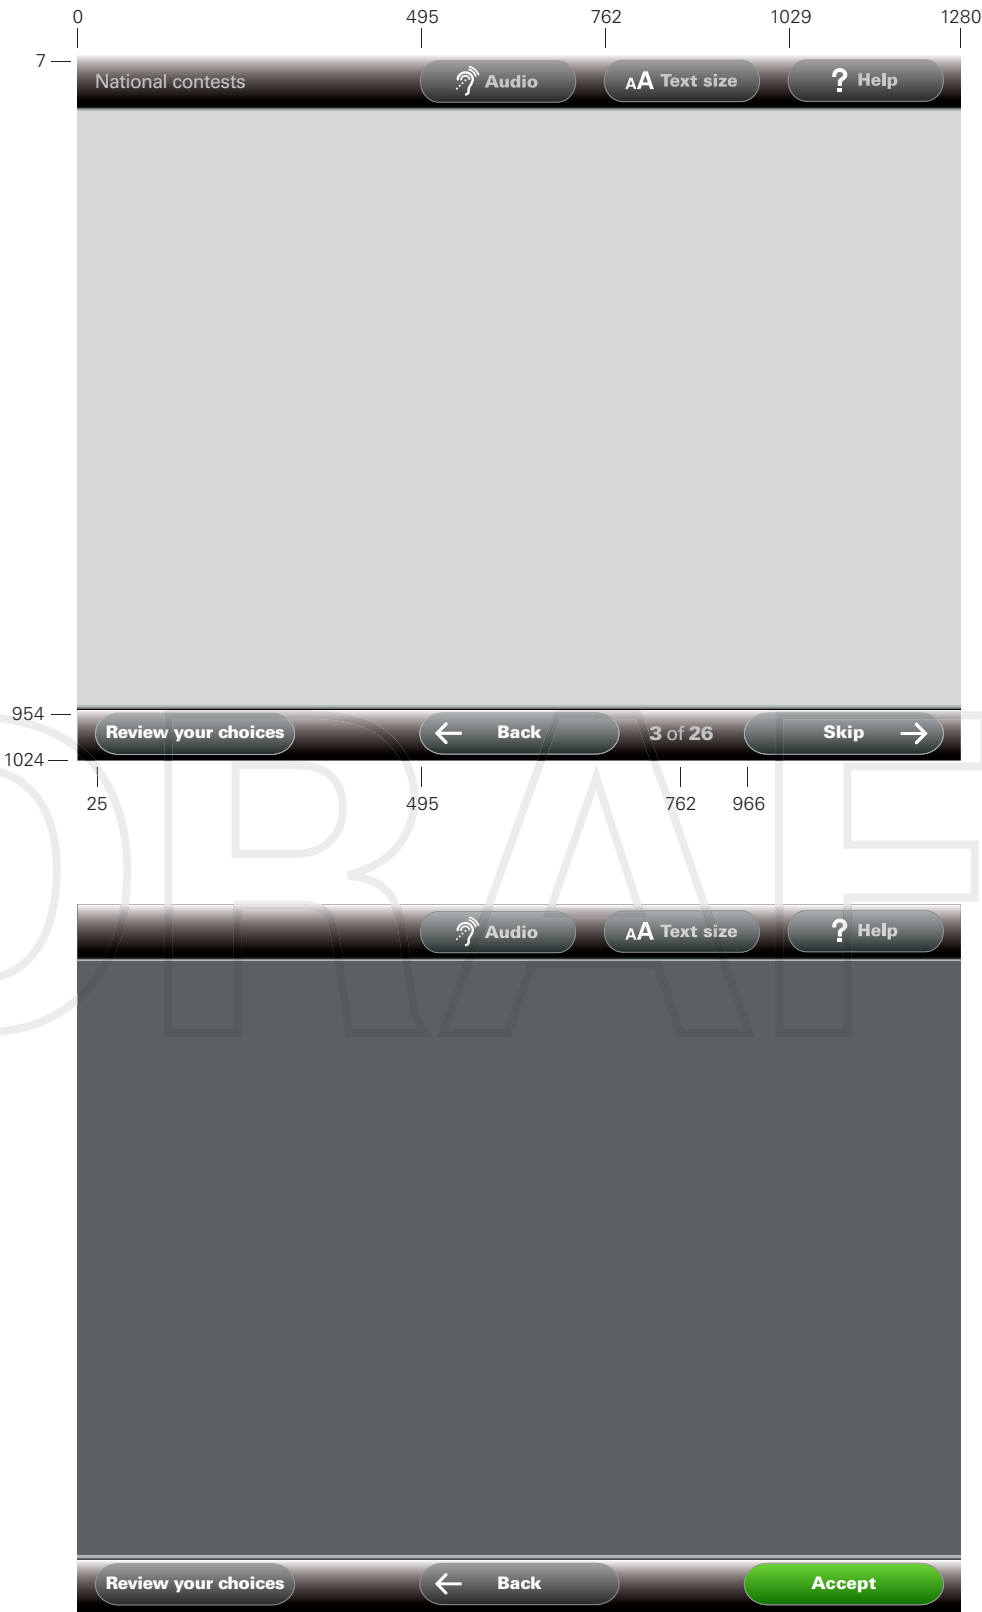 0 495 762 1029 1280
7
National contests Audio AA Text size ? Help
954
Review your choices Back 3 of 26 Skip
1024
25 495 762 966
DRAF
Audio AA Text size ? Help
Review your choices Back Accept